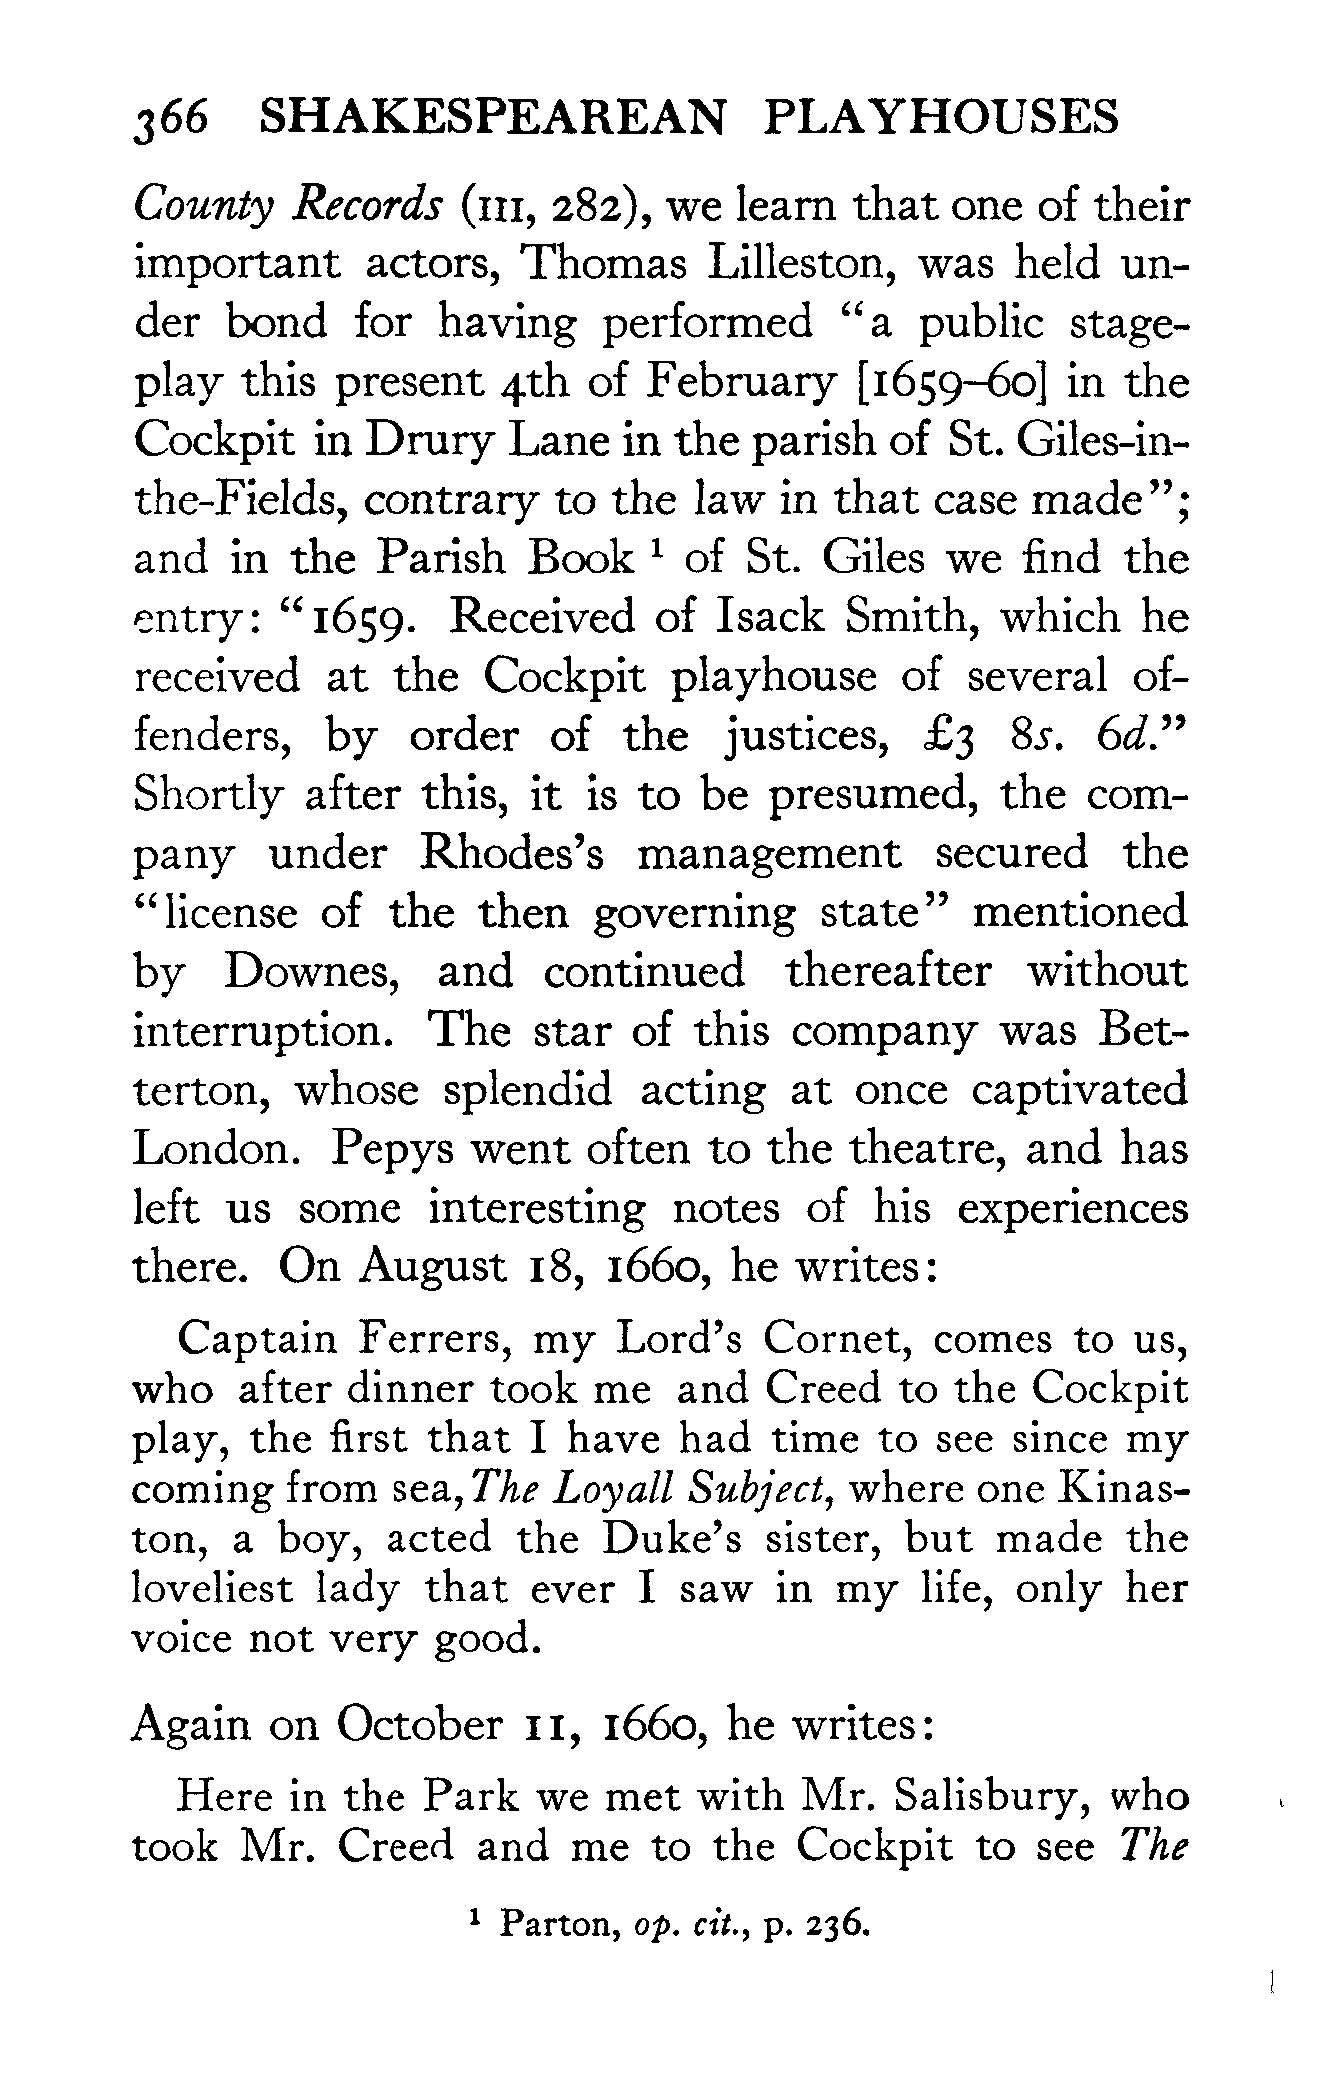 366 SHAKESPEAREAN PLAYHOUSES
County Records (III, 282), we learn that one of their
important actors, Thomas Lilleston, was held un-
der bond for having performed “a public stage-
play this present 4th of February [1659–60] in the
Cockpit in Drury Lane in the parish of St. Giles-in-
the-Fields, contrary to the law in that case made”;
and in the Parish Book ¹ of St. Giles we find the
entry: “1659. Received of Isack Smith, which he
received at the Cockpit playhouse of several of-
fenders, by order of the justices, £3 8s. 6d.”
Shortly after this, it is to be presumed, the com-
pany under Rhodes’s management secured the
“license of the then governing state” mentioned
by Downes, and continued thereafter without
interruption. The star of this company was Bet-
terton, whose splendid acting at once captivated
London. Pepys went often to the theatre, and has
left us some interesting notes of his experiences
there. On August 18, 1660, he writes:
Captain Ferrers, my Lord’s Cornet, comes to us,
who after dinner took me and Creed to the Cockpit
play, the first that I have had time to see since my
coming from sea, The Loyall Subject, where one Kinas-
ton, a boy, acted the Duke’s sister, but made the
loveliest lady that ever I saw in my life, only her
voice not very good.
Again on October 11, 1660, he writes:
Here in the Park we met with Mr. Salisbury, who
took Mr. Creed and me to the Cockpit to see The
¹ Parton, op. cit., p. 236.